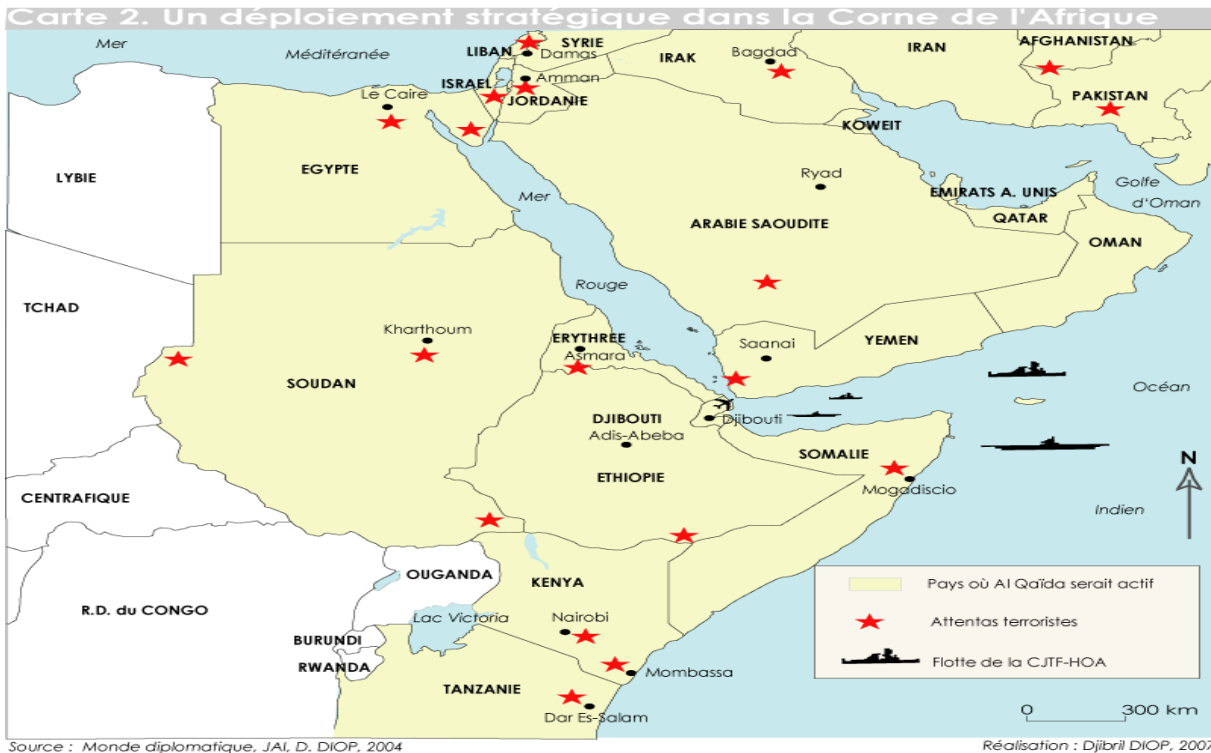 Carte 2. Un déploiement stratégique dans la Corne de l'Afrique
Mer
Méditéranée
LIBAN
SYRIE
Damas
IRAK
Bagdad
IRAN
AFGHANISTAN
PAKISTAN
Amman
ISRAEL
JORDANIE
Le Caire
KOWEIT
LYBIE
EGYPTE
Mer
Ryad
EMIRATS A. UNIS
Golfe
d'Oman
QATAR
ARABIE SAOUDITE
OMAN
Rouge
TCHAD
Kharthoum
ERYTHREE
Asmara
Saanai
YEMEN
SOUDAN
Océan
DJIBOUTI
Djibouti
Adis-Abeba
SOMALIE
ETHIOPIE
Mogadiscio
N
CENTRAFIQUE
Indien
OUGANDA
KENYA
R.D. du CONGO
Lac Victoria
Nairobi
BURUNDI
RWANDA
Mombassa
TANZANIE
Dar Es-Salam
Pays où Al Qaïda serait actif
Attentas terroristes
Flotte de la CJTF-HOA
0 300 km
Source : Monde diplomatique, JAI, D. DIOP, 2004
Réalisation : Djibril DIOP, 2007